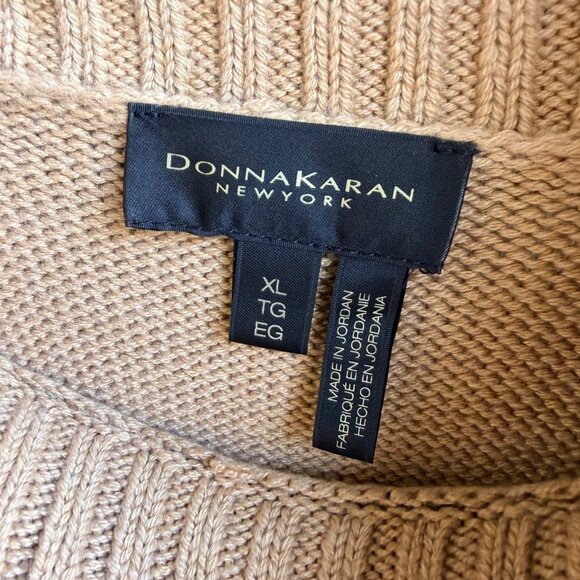 DONNAKARAN
NEWYORK
XL
TG
EG
MADE IN JORDAN
FABRIQUÉ EN JORDANIE
HECHO EN JORDANIA